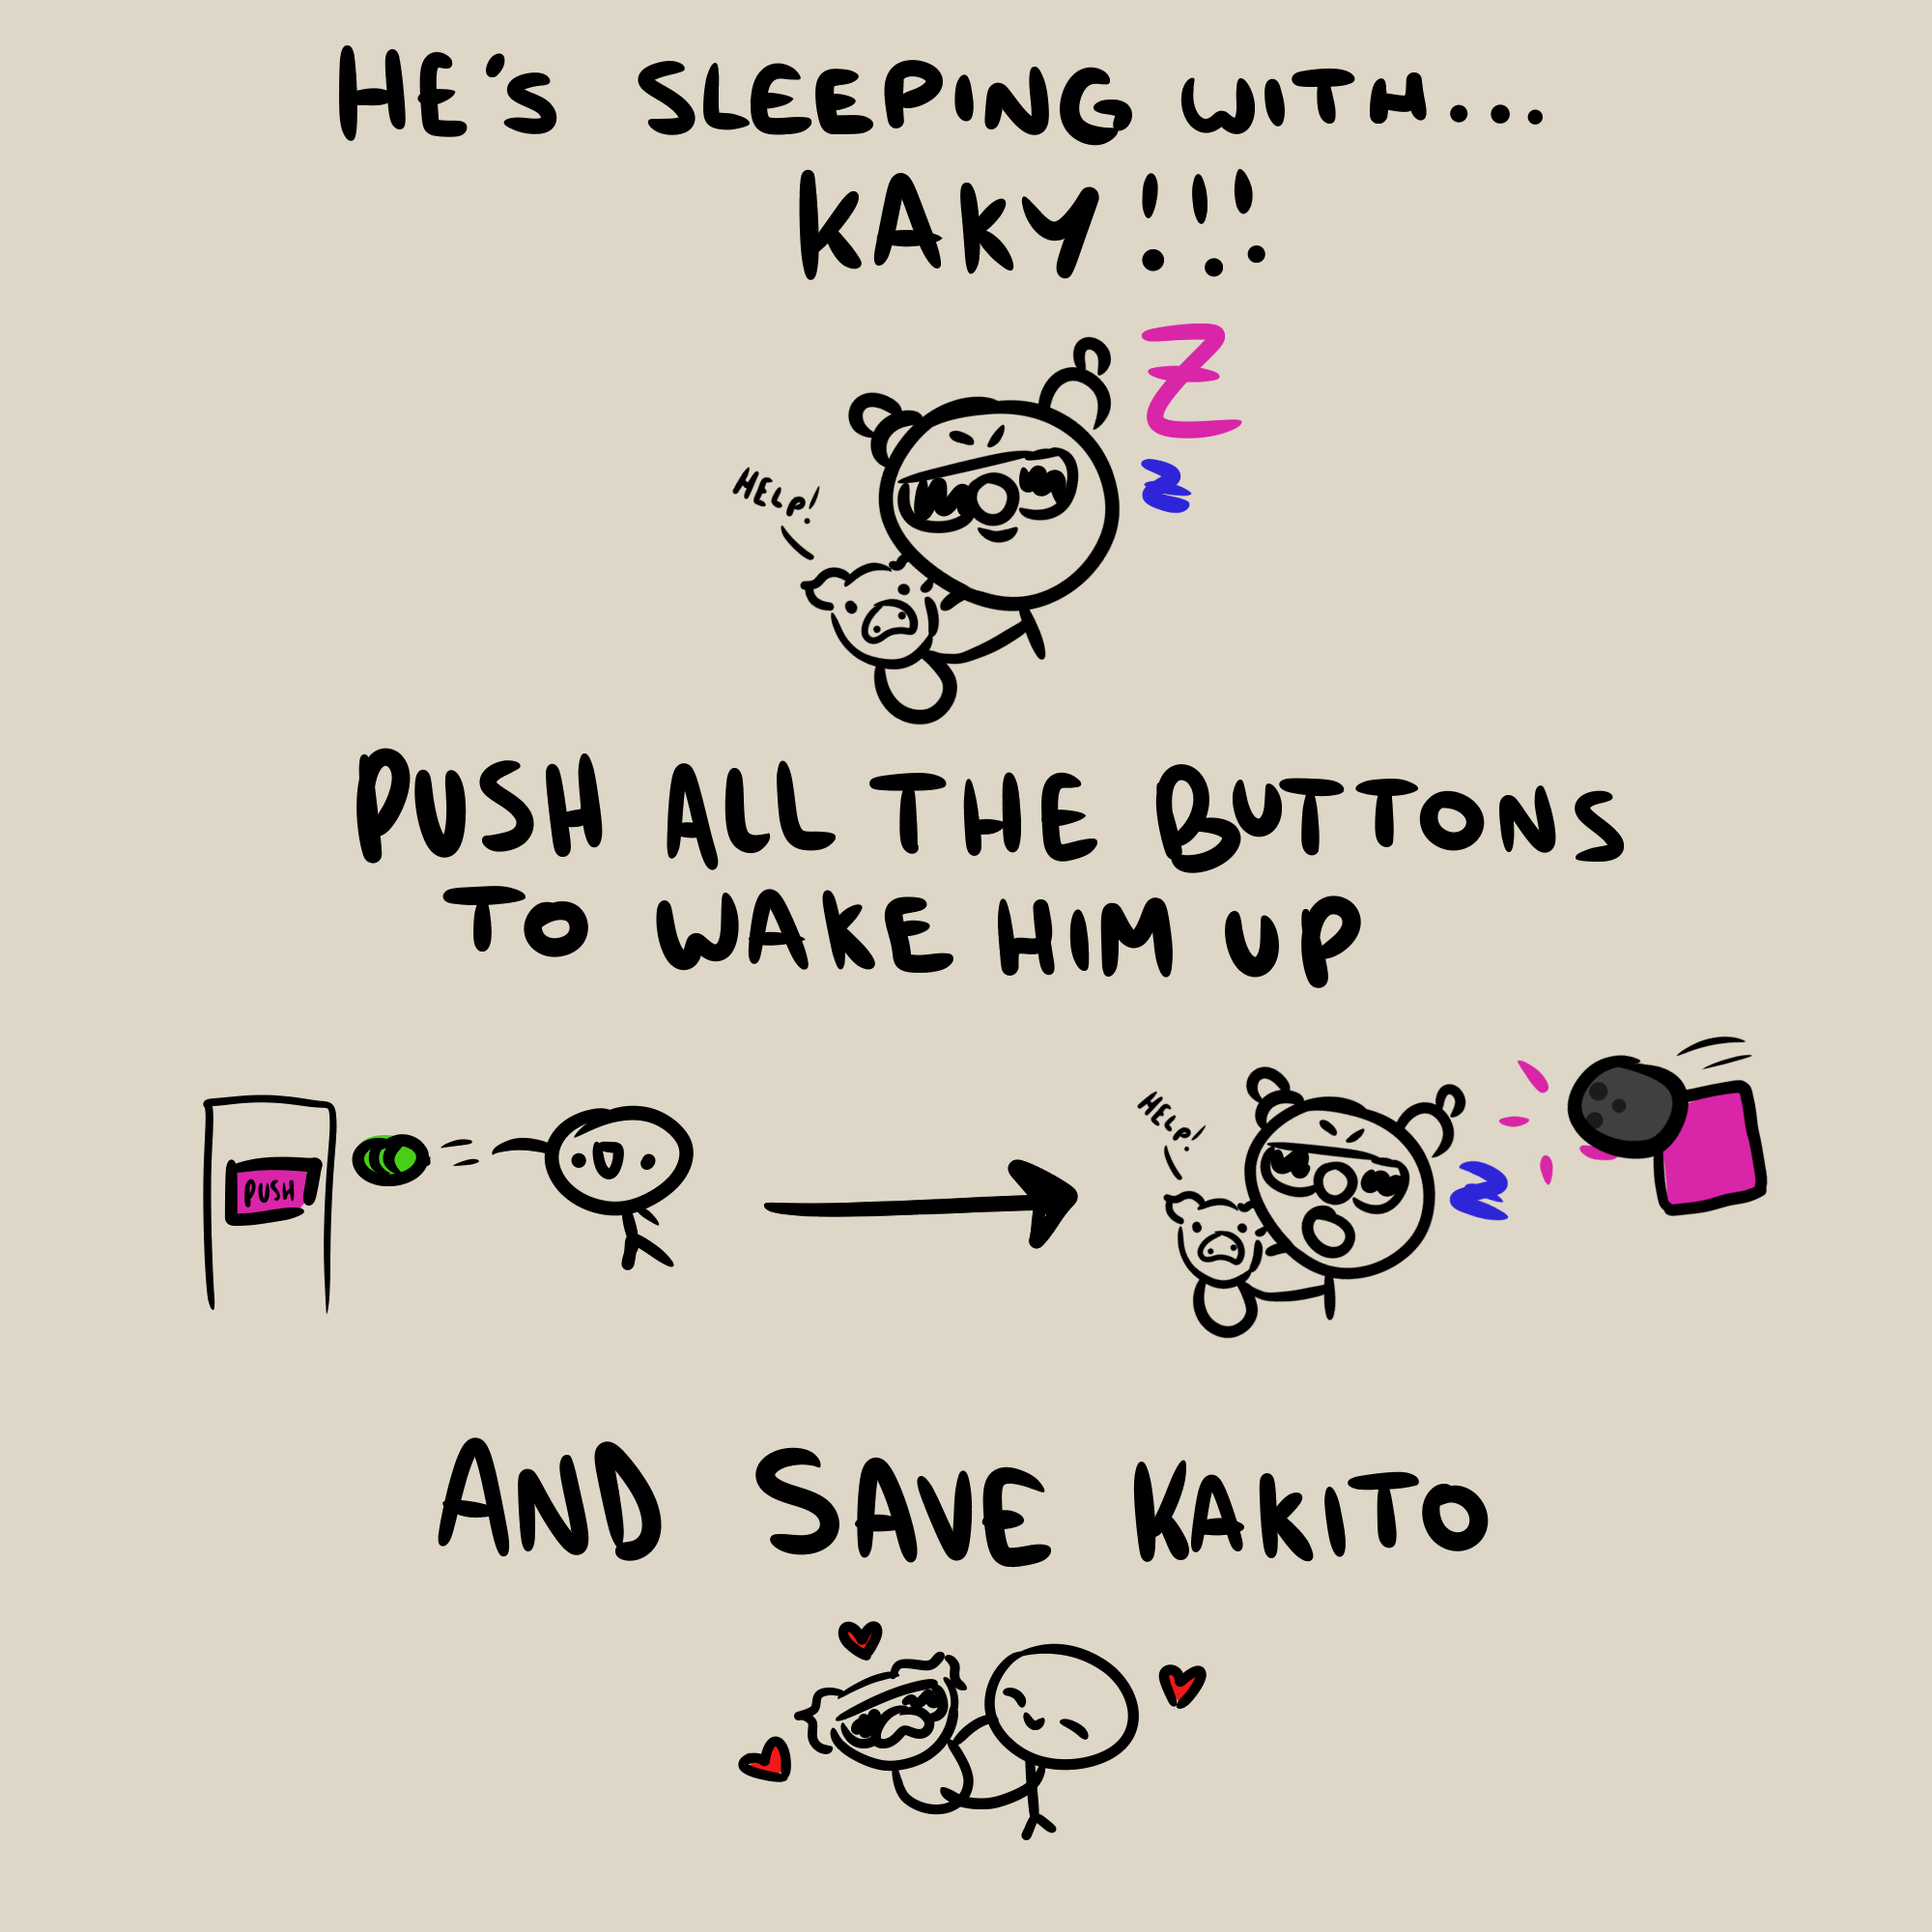 HE'S SLEEPING WITH...
KAKY!!!
Z
HELP!
Z
PUSH ALL THE BUTTONS
TO WAKE HIM UP
HELP!
PUSH
Z
AND SAVE KAKITO